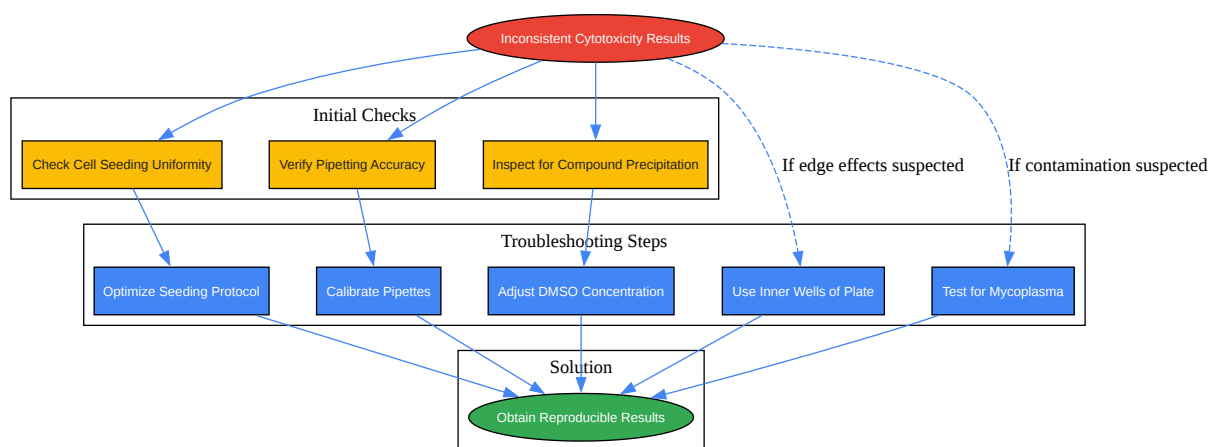 Inconsistent Cytotoxicity Results
Initial Checks
Check Cell Seeding Uniformity
Verify Pipetting Accuracy
Inspect for Compound Precipitation
If edge effects suspected
If contamination suspected
Troubleshooting Steps
Optimize Seeding Protocol
Calibrate Pipettes
Adjust DMSO Concentration
Use Inner Wells of Plate
Test for Mycoplasma
Solution
Obtain Reproducible Results